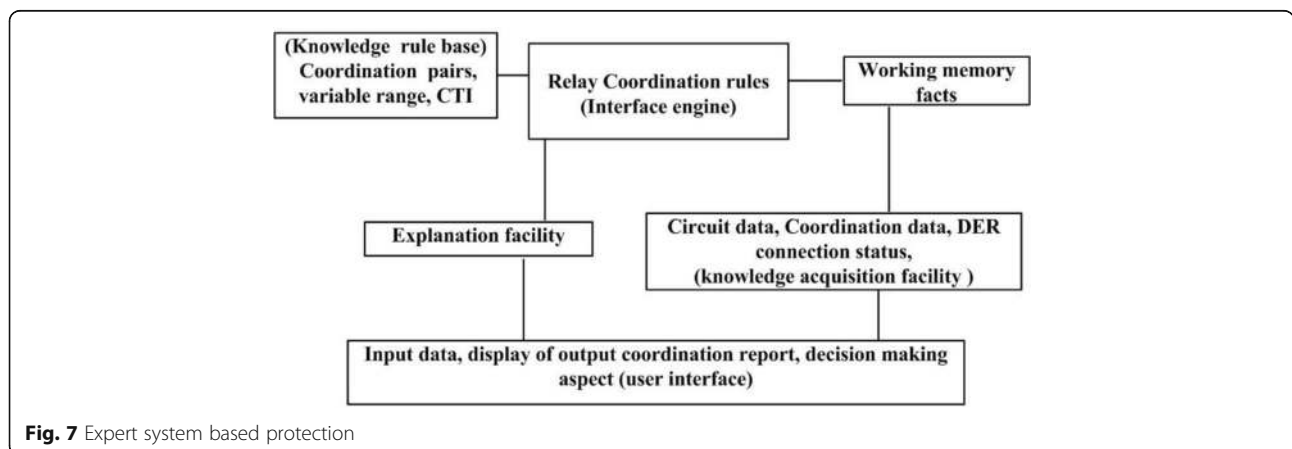 (Knowledge rule base)
Coordination pairs,
variable range, CTI
Relay Coordination rules
(Interface engine)
Working memory
facts
Explanation facility
Circuit data, Coordination data, DER
connection status,
(knowledge acquisition facility )
Input data, display of output coordination report, decision making
aspect (user interface)
Fig. 7 Expert system based protection